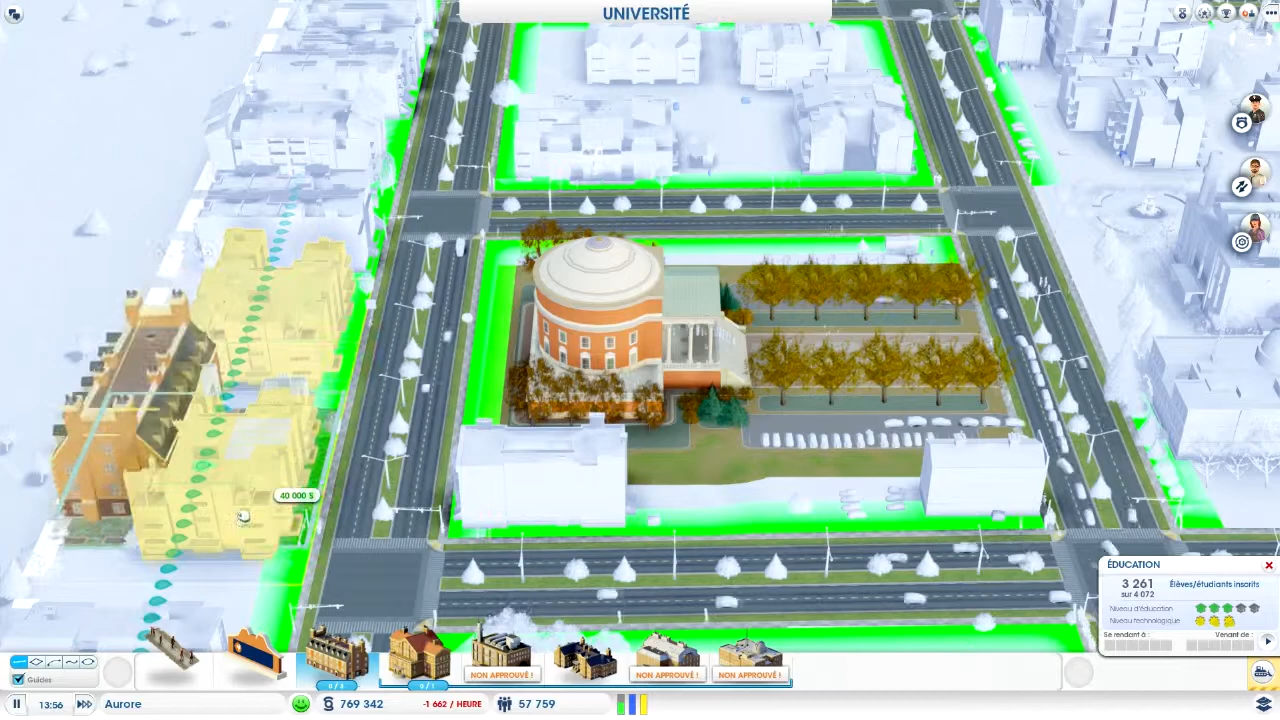 UNIVERSITÉ
40 000 $
ÉDUCATION
3 261
sur 4 072
Élèves/étudiants inscrits
Niveau d'éducation
Niveau technologique
Se rendant à :
Venant de :
NON APPROUVÉ !
NON APPROUVÉ !
NON APPROUVÉ !
Guides
0 / 3
0 / 1
13:56
Aurore
769 342
-1 662 / HEURE
57 759